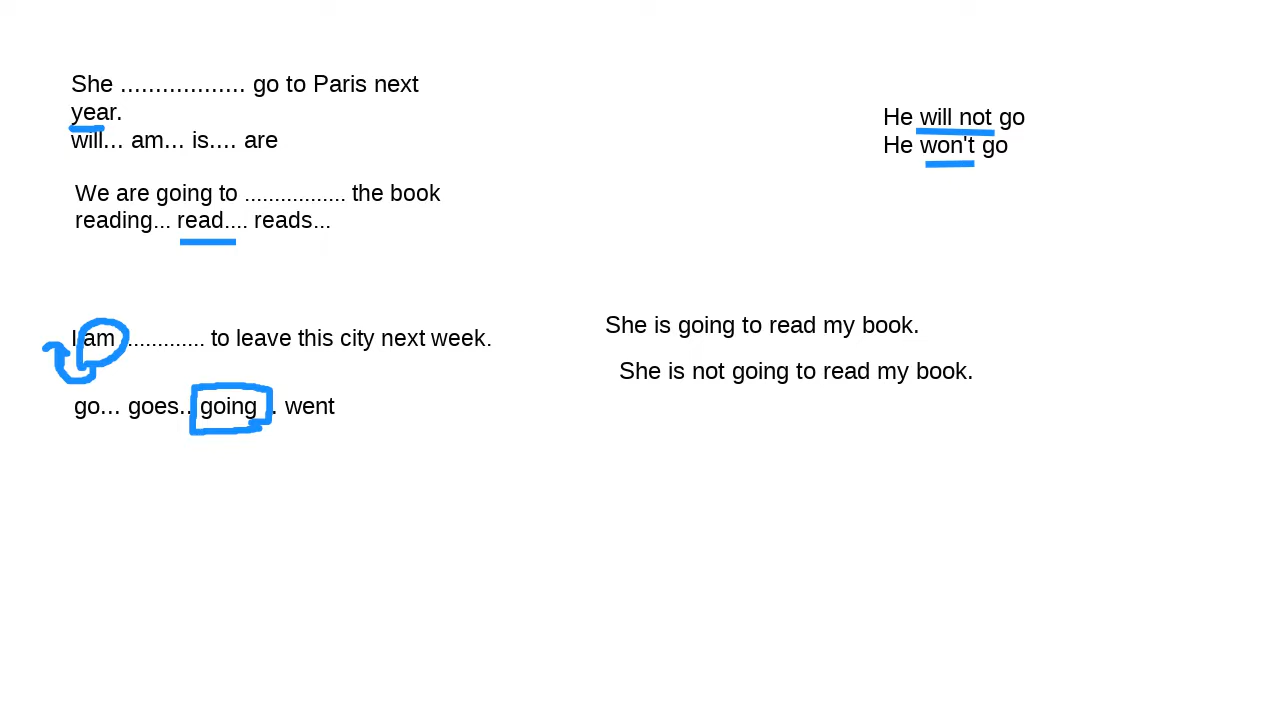 She .................. go to Paris next
year.
will... am... is.... are
We are going to ................. the book
reading... read.... reads...
I am ............. to leave this city next week.
go... goes.. going .. went
He will not go
He won't go
She is going to read my book.
She is not going to read my book.